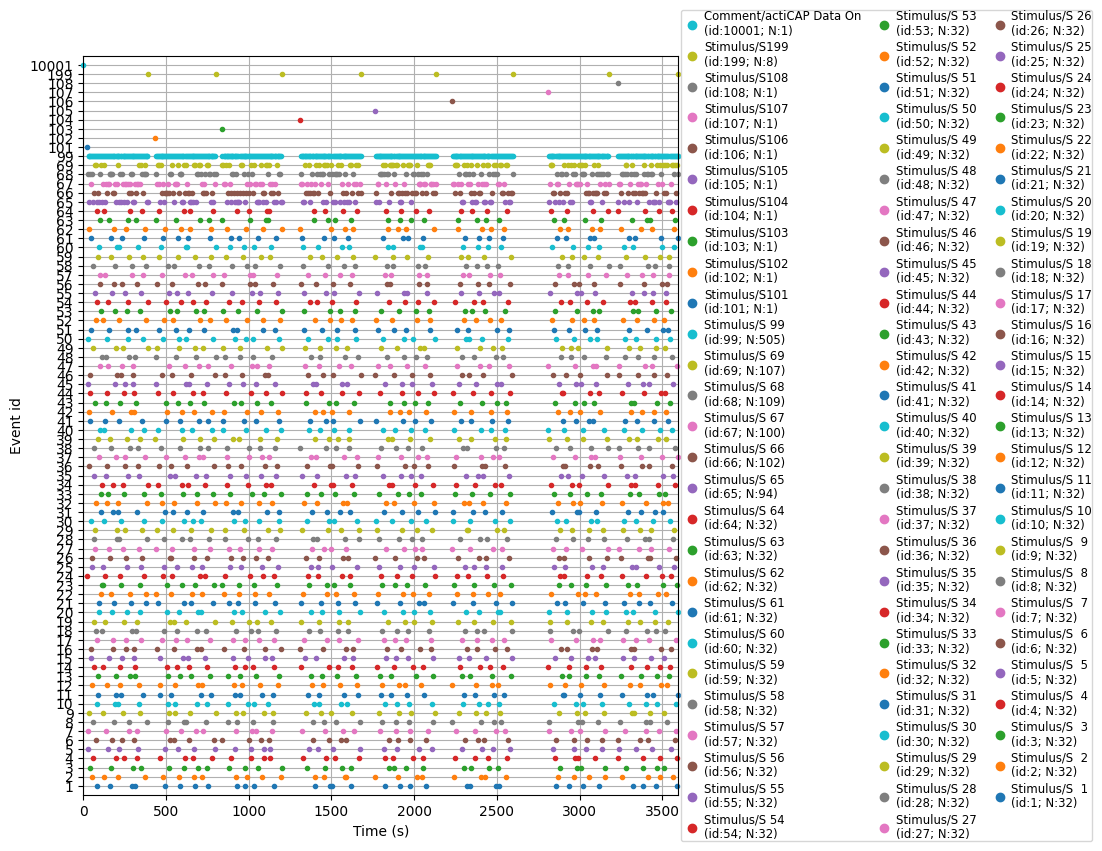 Event id
10001
199
108
107
106
105
104
103
102
101
99
69
68
67
66
65
64
63
62
61
60
59
58
57
56
55
54
53
52
51
50
49
48
47
46
45
44
43
42
41
40
39
38
37
36
35
34
33
32
31
30
29
28
27
26
25
24
23
22
21
20
19
18
17
16
15
14
13
12
11
10
9
8
7
6
5
4
3
2
1
0 500 1000 1500 2000 2500 3000 3500
Time (s)
Comment/actiCAP Data On
(id:10001; N:1)
Stimulus/S199
(id:199; N:8)
Stimulus/S108
(id:108; N:1)
Stimulus/S107
(id:107; N:1)
Stimulus/S106
(id:106; N:1)
Stimulus/S105
(id:105; N:1)
Stimulus/S104
(id:104; N:1)
Stimulus/S103
(id:103; N:1)
Stimulus/S102
(id:102; N:1)
Stimulus/S101
(id:101; N:1)
Stimulus/S 99
(id:99; N:505)
Stimulus/S 69
(id:69; N:107)
Stimulus/S 68
(id:68; N:109)
Stimulus/S 67
(id:67; N:100)
Stimulus/S 66
(id:66; N:102)
Stimulus/S 65
(id:65; N:94)
Stimulus/S 64
(id:64; N:32)
Stimulus/S 63
(id:63; N:32)
Stimulus/S 62
(id:62; N:32)
Stimulus/S 61
(id:61; N:32)
Stimulus/S 60
(id:60; N:32)
Stimulus/S 59
(id:59; N:32)
Stimulus/S 58
(id:58; N:32)
Stimulus/S 57
(id:57; N:32)
Stimulus/S 56
(id:56; N:32)
Stimulus/S 55
(id:55; N:32)
Stimulus/S 54
(id:54; N:32)
Stimulus/S 53
(id:53; N:32)
Stimulus/S 52
(id:52; N:32)
Stimulus/S 51
(id:51; N:32)
Stimulus/S 50
(id:50; N:32)
Stimulus/S 49
(id:49; N:32)
Stimulus/S 48
(id:48; N:32)
Stimulus/S 47
(id:47; N:32)
Stimulus/S 46
(id:46; N:32)
Stimulus/S 45
(id:45; N:32)
Stimulus/S 44
(id:44; N:32)
Stimulus/S 43
(id:43; N:32)
Stimulus/S 42
(id:42; N:32)
Stimulus/S 41
(id:41; N:32)
Stimulus/S 40
(id:40; N:32)
Stimulus/S 39
(id:39; N:32)
Stimulus/S 38
(id:38; N:32)
Stimulus/S 37
(id:37; N:32)
Stimulus/S 36
(id:36; N:32)
Stimulus/S 35
(id:35; N:32)
Stimulus/S 34
(id:34; N:32)
Stimulus/S 33
(id:33; N:32)
Stimulus/S 32
(id:32; N:32)
Stimulus/S 31
(id:31; N:32)
Stimulus/S 30
(id:30; N:32)
Stimulus/S 29
(id:29; N:32)
Stimulus/S 28
(id:28; N:32)
Stimulus/S 27
(id:27; N:32)
Stimulus/S 26
(id:26; N:32)
Stimulus/S 25
(id:25; N:32)
Stimulus/S 24
(id:24; N:32)
Stimulus/S 23
(id:23; N:32)
Stimulus/S 22
(id:22; N:32)
Stimulus/S 21
(id:21; N:32)
Stimulus/S 20
(id:20; N:32)
Stimulus/S 19
(id:19; N:32)
Stimulus/S 18
(id:18; N:32)
Stimulus/S 17
(id:17; N:32)
Stimulus/S 16
(id:16; N:32)
Stimulus/S 15
(id:15; N:32)
Stimulus/S 14
(id:14; N:32)
Stimulus/S 13
(id:13; N:32)
Stimulus/S 12
(id:12; N:32)
Stimulus/S 11
(id:11; N:32)
Stimulus/S 10
(id:10; N:32)
Stimulus/S  9
(id:9; N:32)
Stimulus/S  8
(id:8; N:32)
Stimulus/S  7
(id:7; N:32)
Stimulus/S  6
(id:6; N:32)
Stimulus/S  5
(id:5; N:32)
Stimulus/S  4
(id:4; N:32)
Stimulus/S  3
(id:3; N:32)
Stimulus/S  2
(id:2; N:32)
Stimulus/S  1
(id:1; N:32)